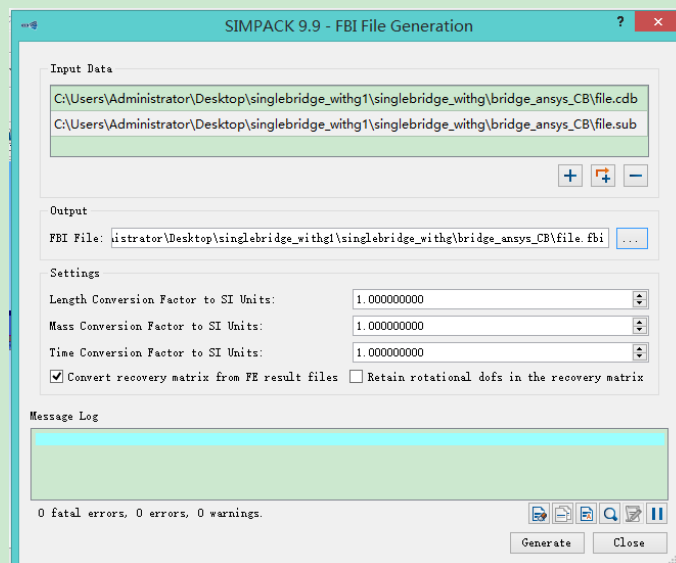 SIMPACK 9.9 - FBI File Generation
?
×
Input Data
C:\Users\Administrator\Desktop\singlebridge_withg1\singlebridge_withg\bridge_ansys_CB\file.cdb
C:\Users\Administrator\Desktop\singlebridge_withg1\singlebridge_withg\bridge_ansys_CB\file.sub
Output
FBI File: istrator\Desktop\singlebridge_withg1\singlebridge_withg\bridge_ansys_CB\file.fbi ...
Settings
Length Conversion Factor to SI Units: 1.000000000
Mass Conversion Factor to SI Units: 1.000000000
Time Conversion Factor to SI Units: 1.000000000
Convert recovery matrix from FE result files Retain rotational dofs in the recovery matrix
Message Log
0 fatal errors, 0 errors, 0 warnings.
Generate Close